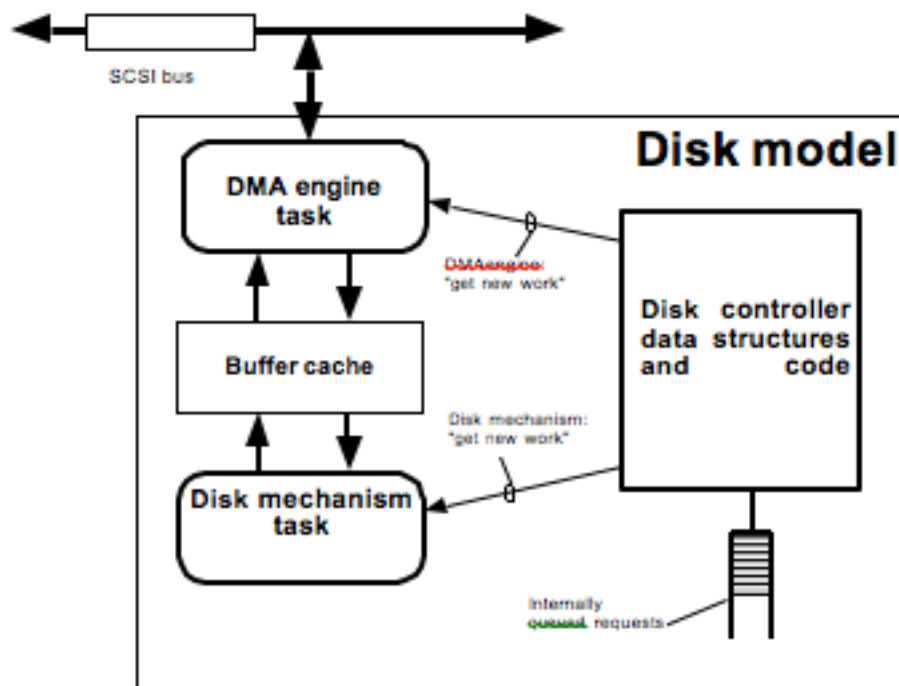 SCSI bus
Disk model
DMA engine
task
DMAengine:
"get new work"
Disk controller
data structures
and code
Buffer cache
Disk mechanism:
"get new work"
Disk mechanism
task
Internally
queued requests